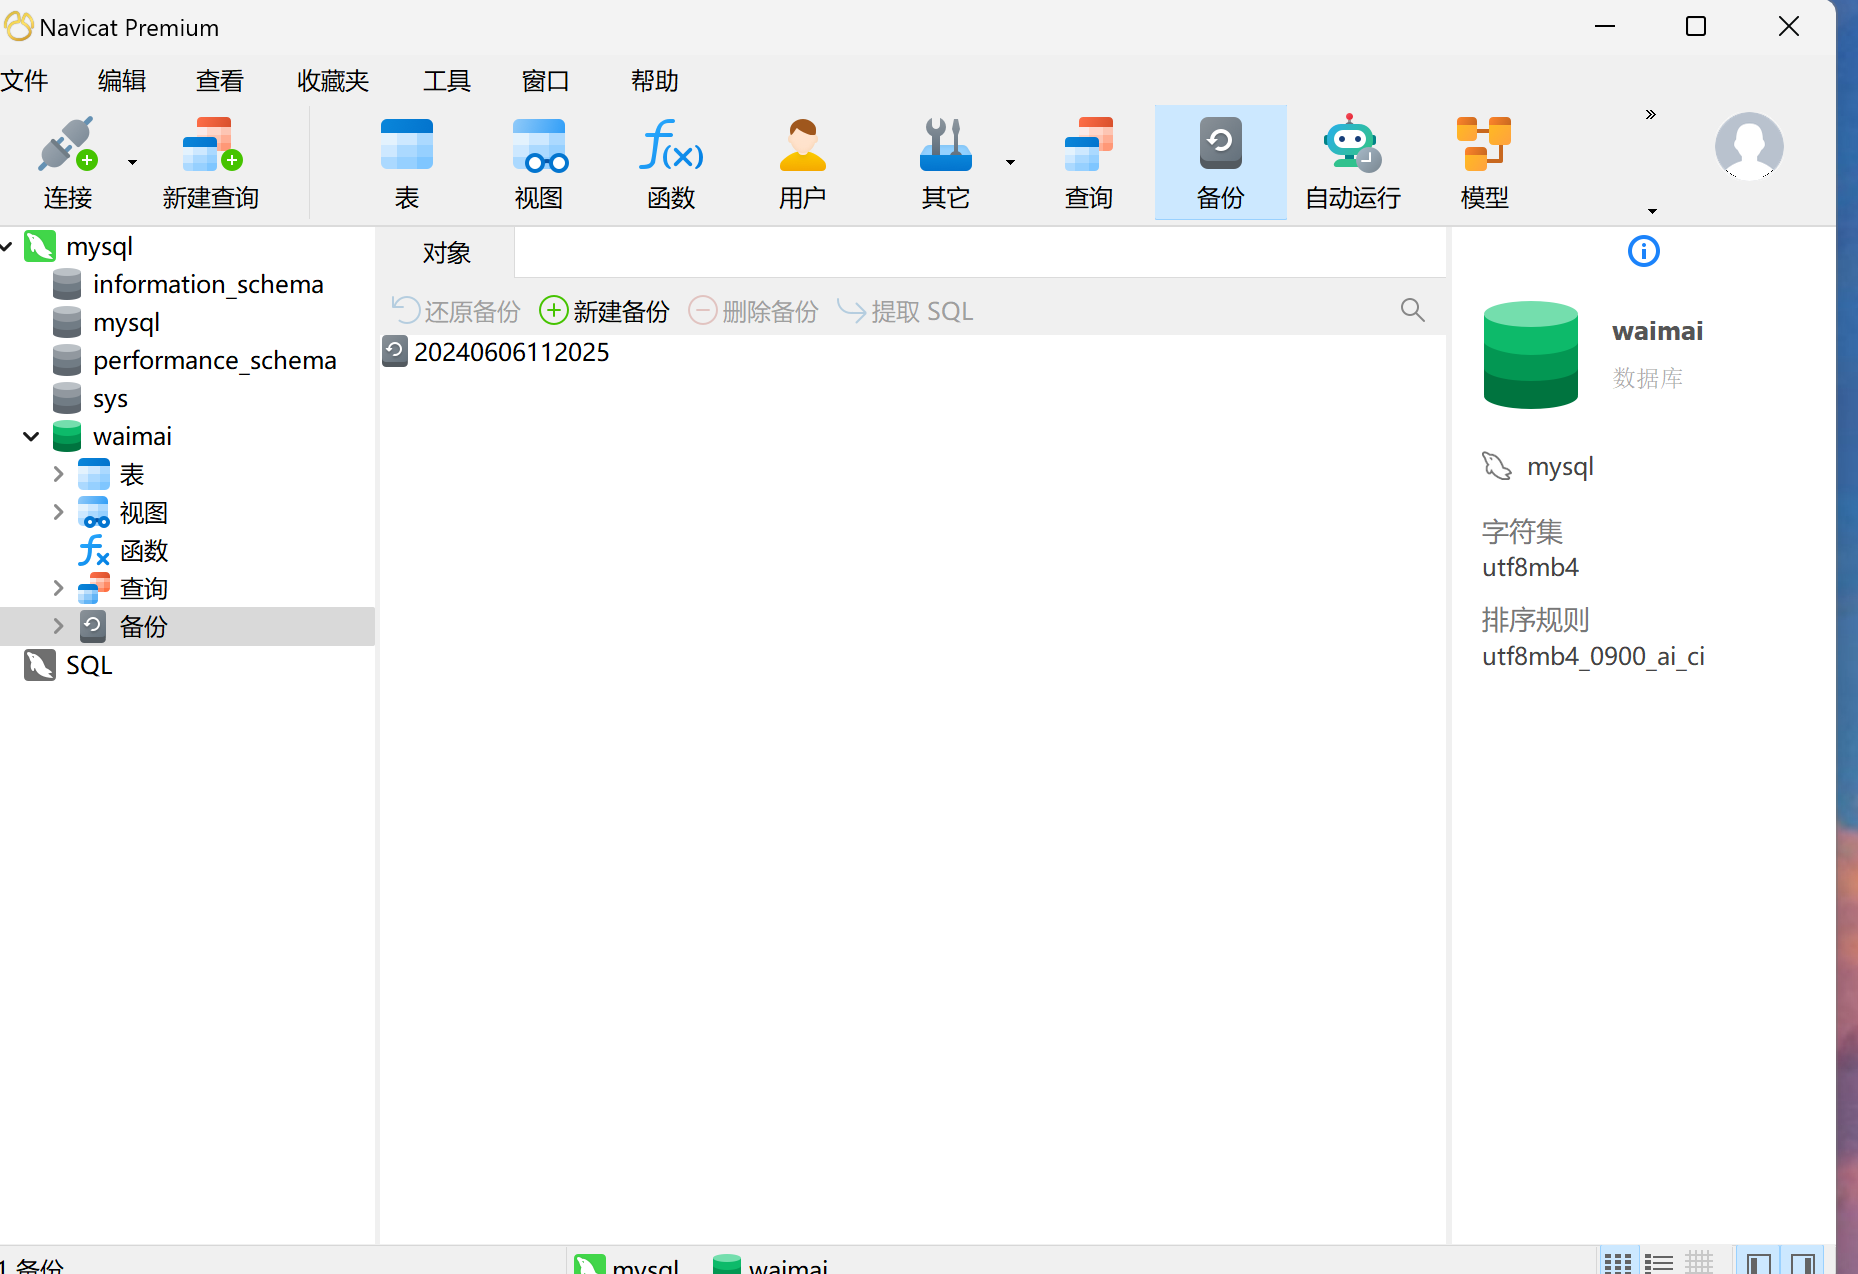 Navicat Premium
文件 编辑 查看 收藏夹 工具 窗口 帮助
连接 新建查询 表 视图 函数 用户 其它 查询 备份 自动运行 模型
mysql
information_schema
mysql
performance_schema
sys
waimai
表
视图
函数
查询
备份
SQL
对象
还原备份 新建备份 删除备份 提取 SQL
20240606112025
waimai
数据库
mysql
字符集
utf8mb4
排序规则
utf8mb4_0900_ai_ci
1 备份 mysql waimai